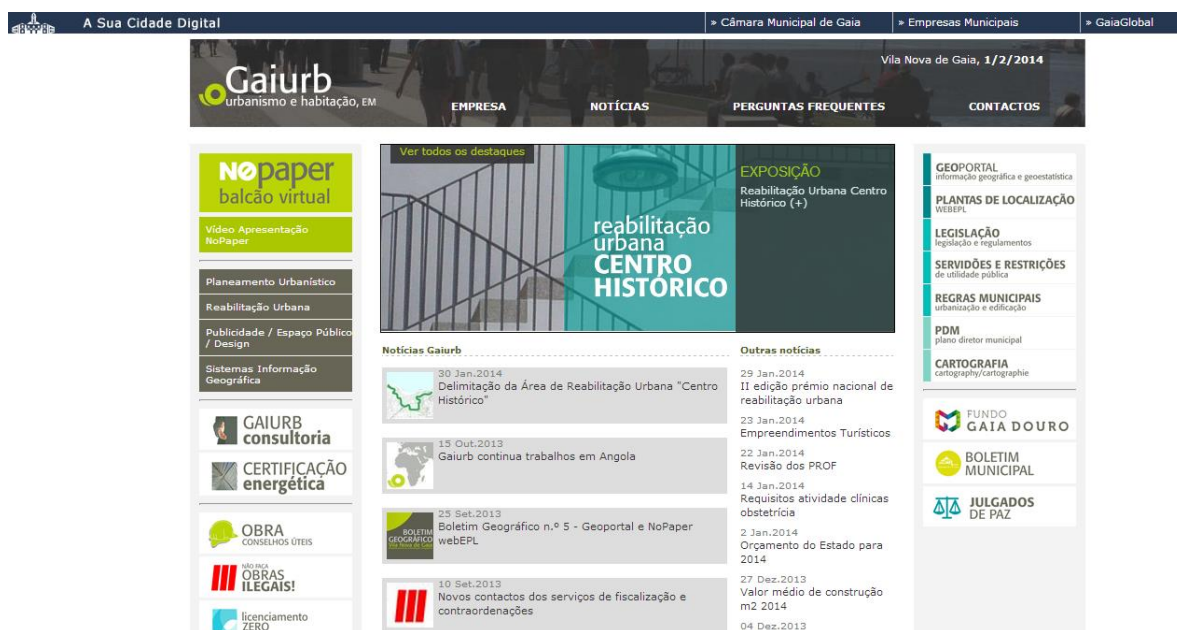 A Sua Cidade Digital
» Câmara Municipal de Gaia
» Empresas Municipais
» GaiaGlobal
Gaiurb
urbanismo e habitação, EM
Vila Nova de Gaia, 1/2/2014
EMPRESA
NOTÍCIAS
PERGUNTAS FREQUENTES
CONTACTOS
NOpaper
balcão virtual
Vídeo Apresentação
NoPaper
Planeamento Urbanístico
Reabilitação Urbana
Publicidade / Espaço Público
/ Design
Sistemas Informação
Geográfica
GAIURB
consultoria
CERTIFICAÇÃO
energética
OBRA
CONSELHOS ÚTEIS
NÃO FAÇA
OBRAS
ILEGAIS!
licenciamento
ZERO
Ver todos os destaques
reabilitação
urbana
CENTRO
HISTÓRICO
EXPOSIÇÃO
Reabilitação Urbana Centro
Histórico (+)
Notícias Gaiurb
30 Jan.2014
Delimitação da Área de Reabilitação Urbana "Centro
Histórico"
15 Out.2013
Gaiurb continua trabalhos em Angola
BOLETIM
GEOGRÁFICO
Vila Nova de Gaia
25 Set.2013
Boletim Geográfico n.º 5 - Geoportal e NoPaper
webEPL
10 Set.2013
Novos contactos dos serviços de fiscalização e
contraordenações
Outras notícias
29 Jan.2014
II edição prémio nacional de
reabilitação urbana
23 Jan.2014
Empreendimentos Turísticos
22 Jan.2014
Revisão dos PROF
14 Jan.2014
Requisitos atividade clínicas
obstetrícia
2 Jan.2014
Orçamento do Estado para
2014
27 Dez.2013
Valor médio de construção
m2 2014
04 Dez.2013
GEOPORTAL
informação geográfica e geoestatística
PLANTAS DE LOCALIZAÇÃO
WEBEPL
LEGISLAÇÃO
legislação e regulamentos
SERVIDÕES E RESTRIÇÕES
de utilidade pública
REGRAS MUNICIPAIS
urbanização e edificação
PDM
plano diretor municipal
CARTOGRAFIA
cartography/cartographie
FUNDO
GAIA DOURO
BOLETIM
MUNICIPAL
JULGADOS
DE PAZ